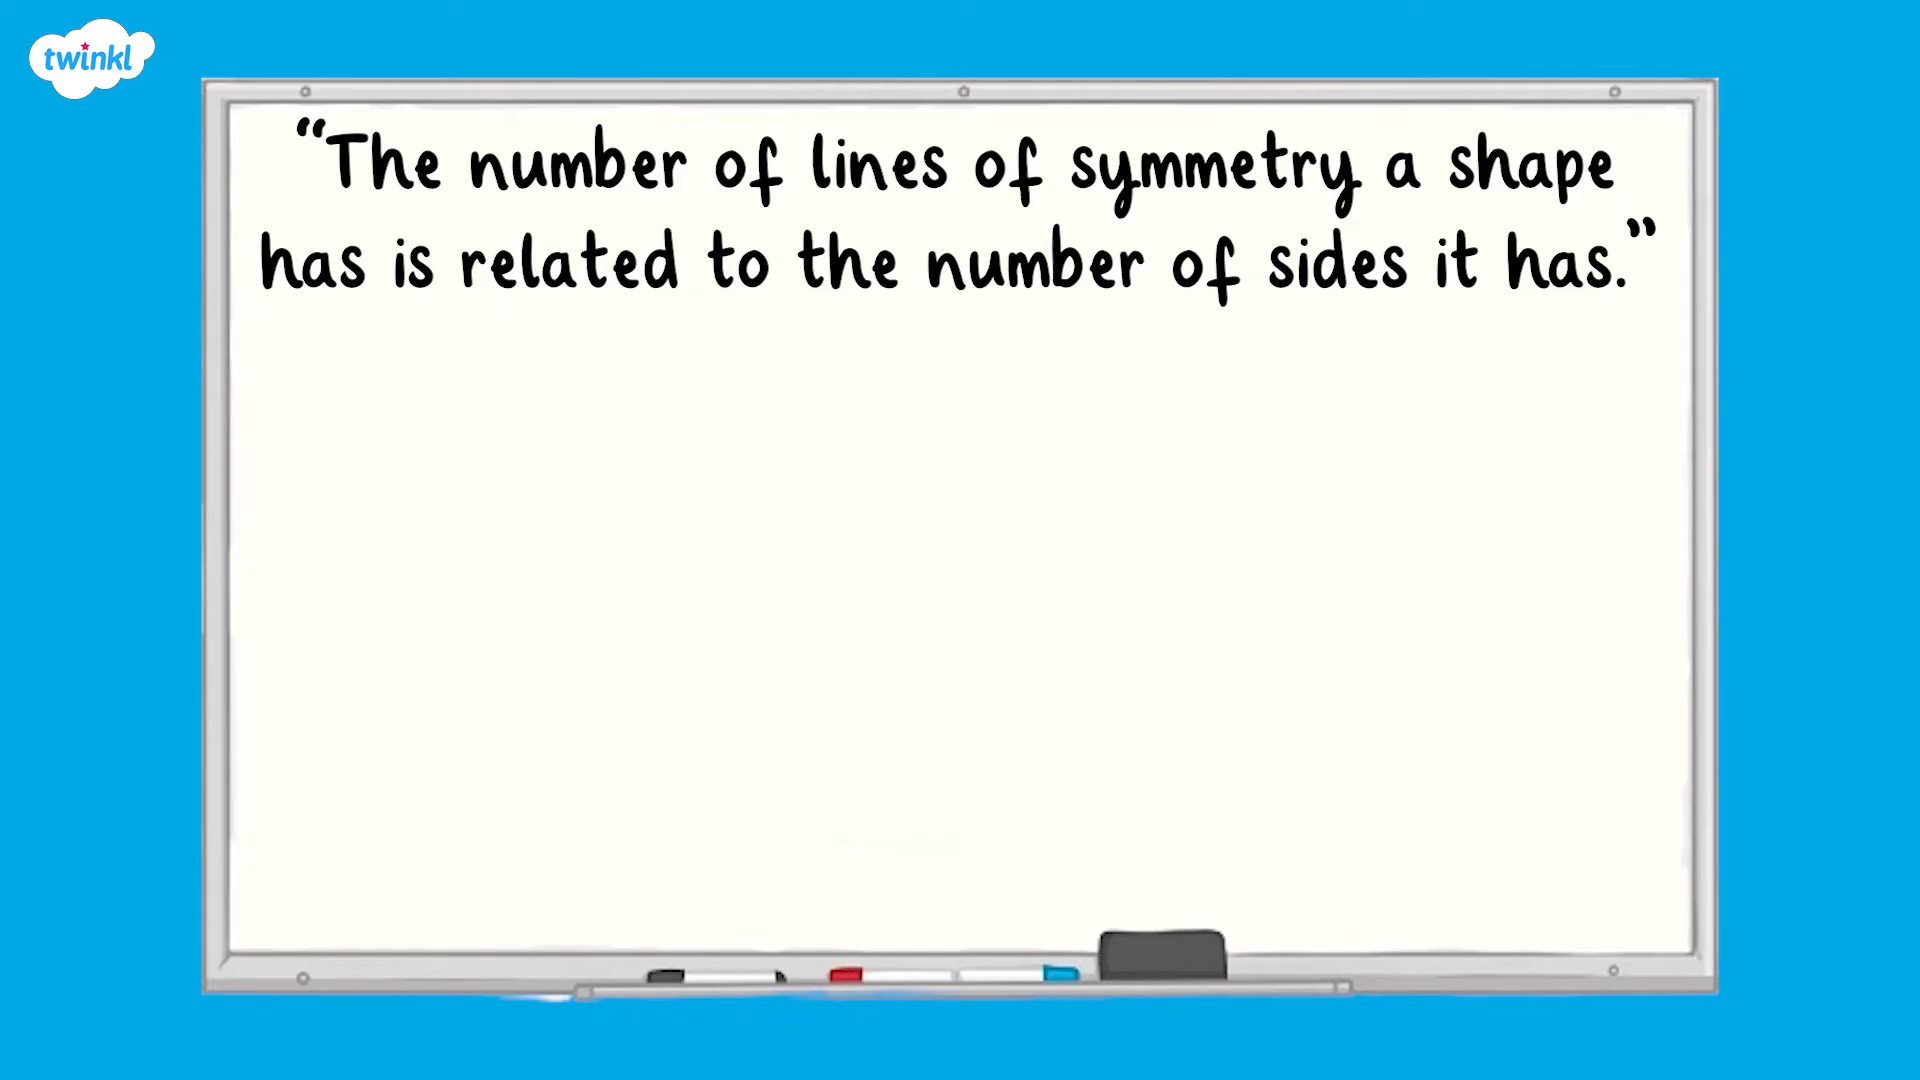 twinkl
“The number of lines of symmetry a shape
has is related to the number of sides it has.”